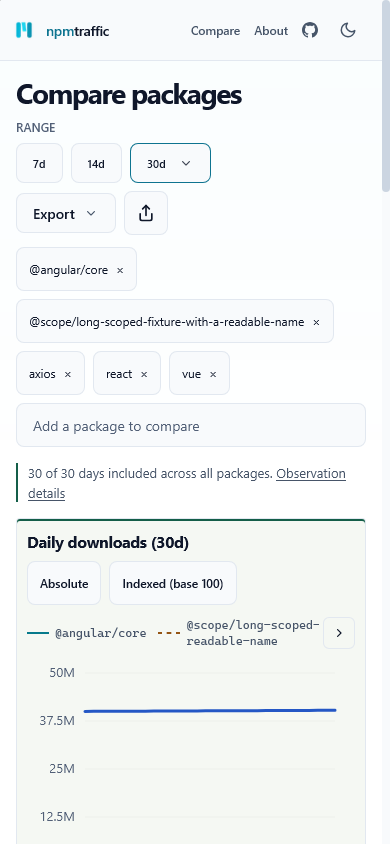 npmtraffic
Compare About
Compare packages
RANGE
7d 14d 30d
Export
@angular/core ×
@scope/long-scoped-fixture-with-a-readable-name ×
axios × react × vue ×
Add a package to compare
30 of 30 days included across all packages. Observation
details
Daily downloads (30d)
Absolute Indexed (base 100)
@angular/core @scope/long-scoped-
readable-name
50M
37.5M
25M
12.5M